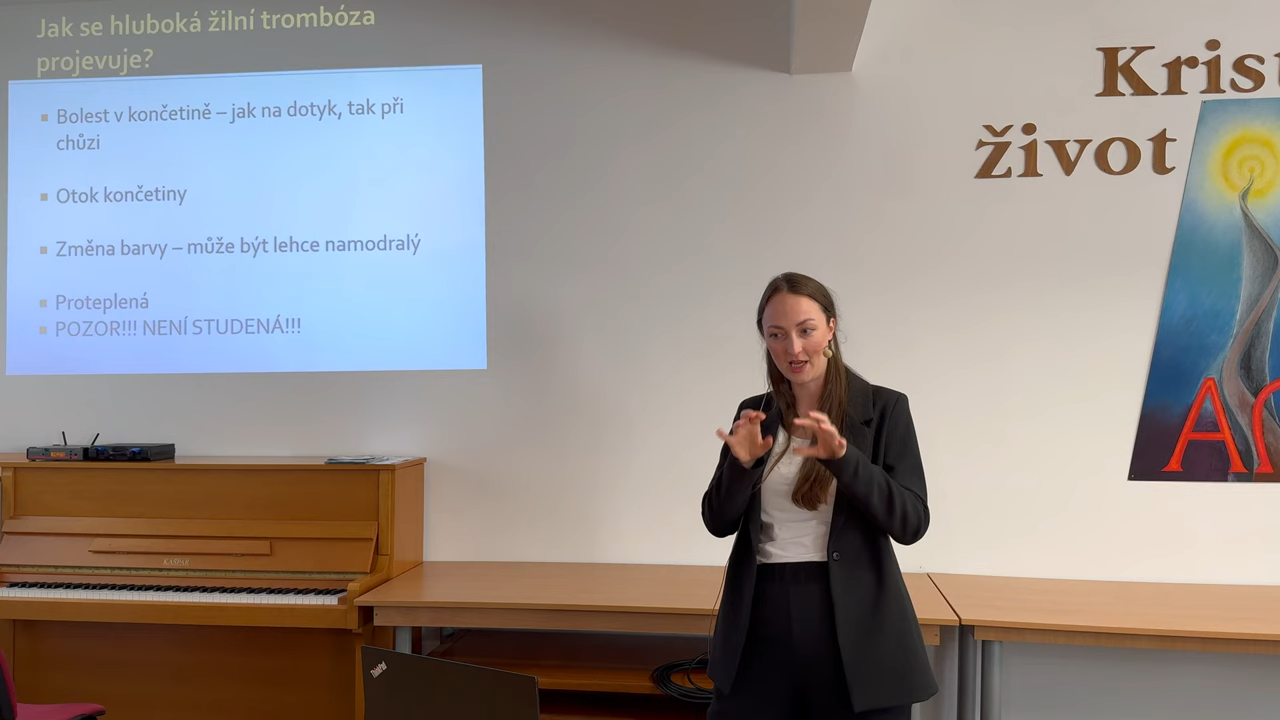 Jak se hluboká žilní trombóza
projevuje?
Bolest v končetině – jak na dotyk, tak při
chůzi
Otok končetiny
Změna barvy – může být lehce namodralý
Proteplená
POZOR!!! NENÍ STUDENÁ!!!
život
ThinkPad